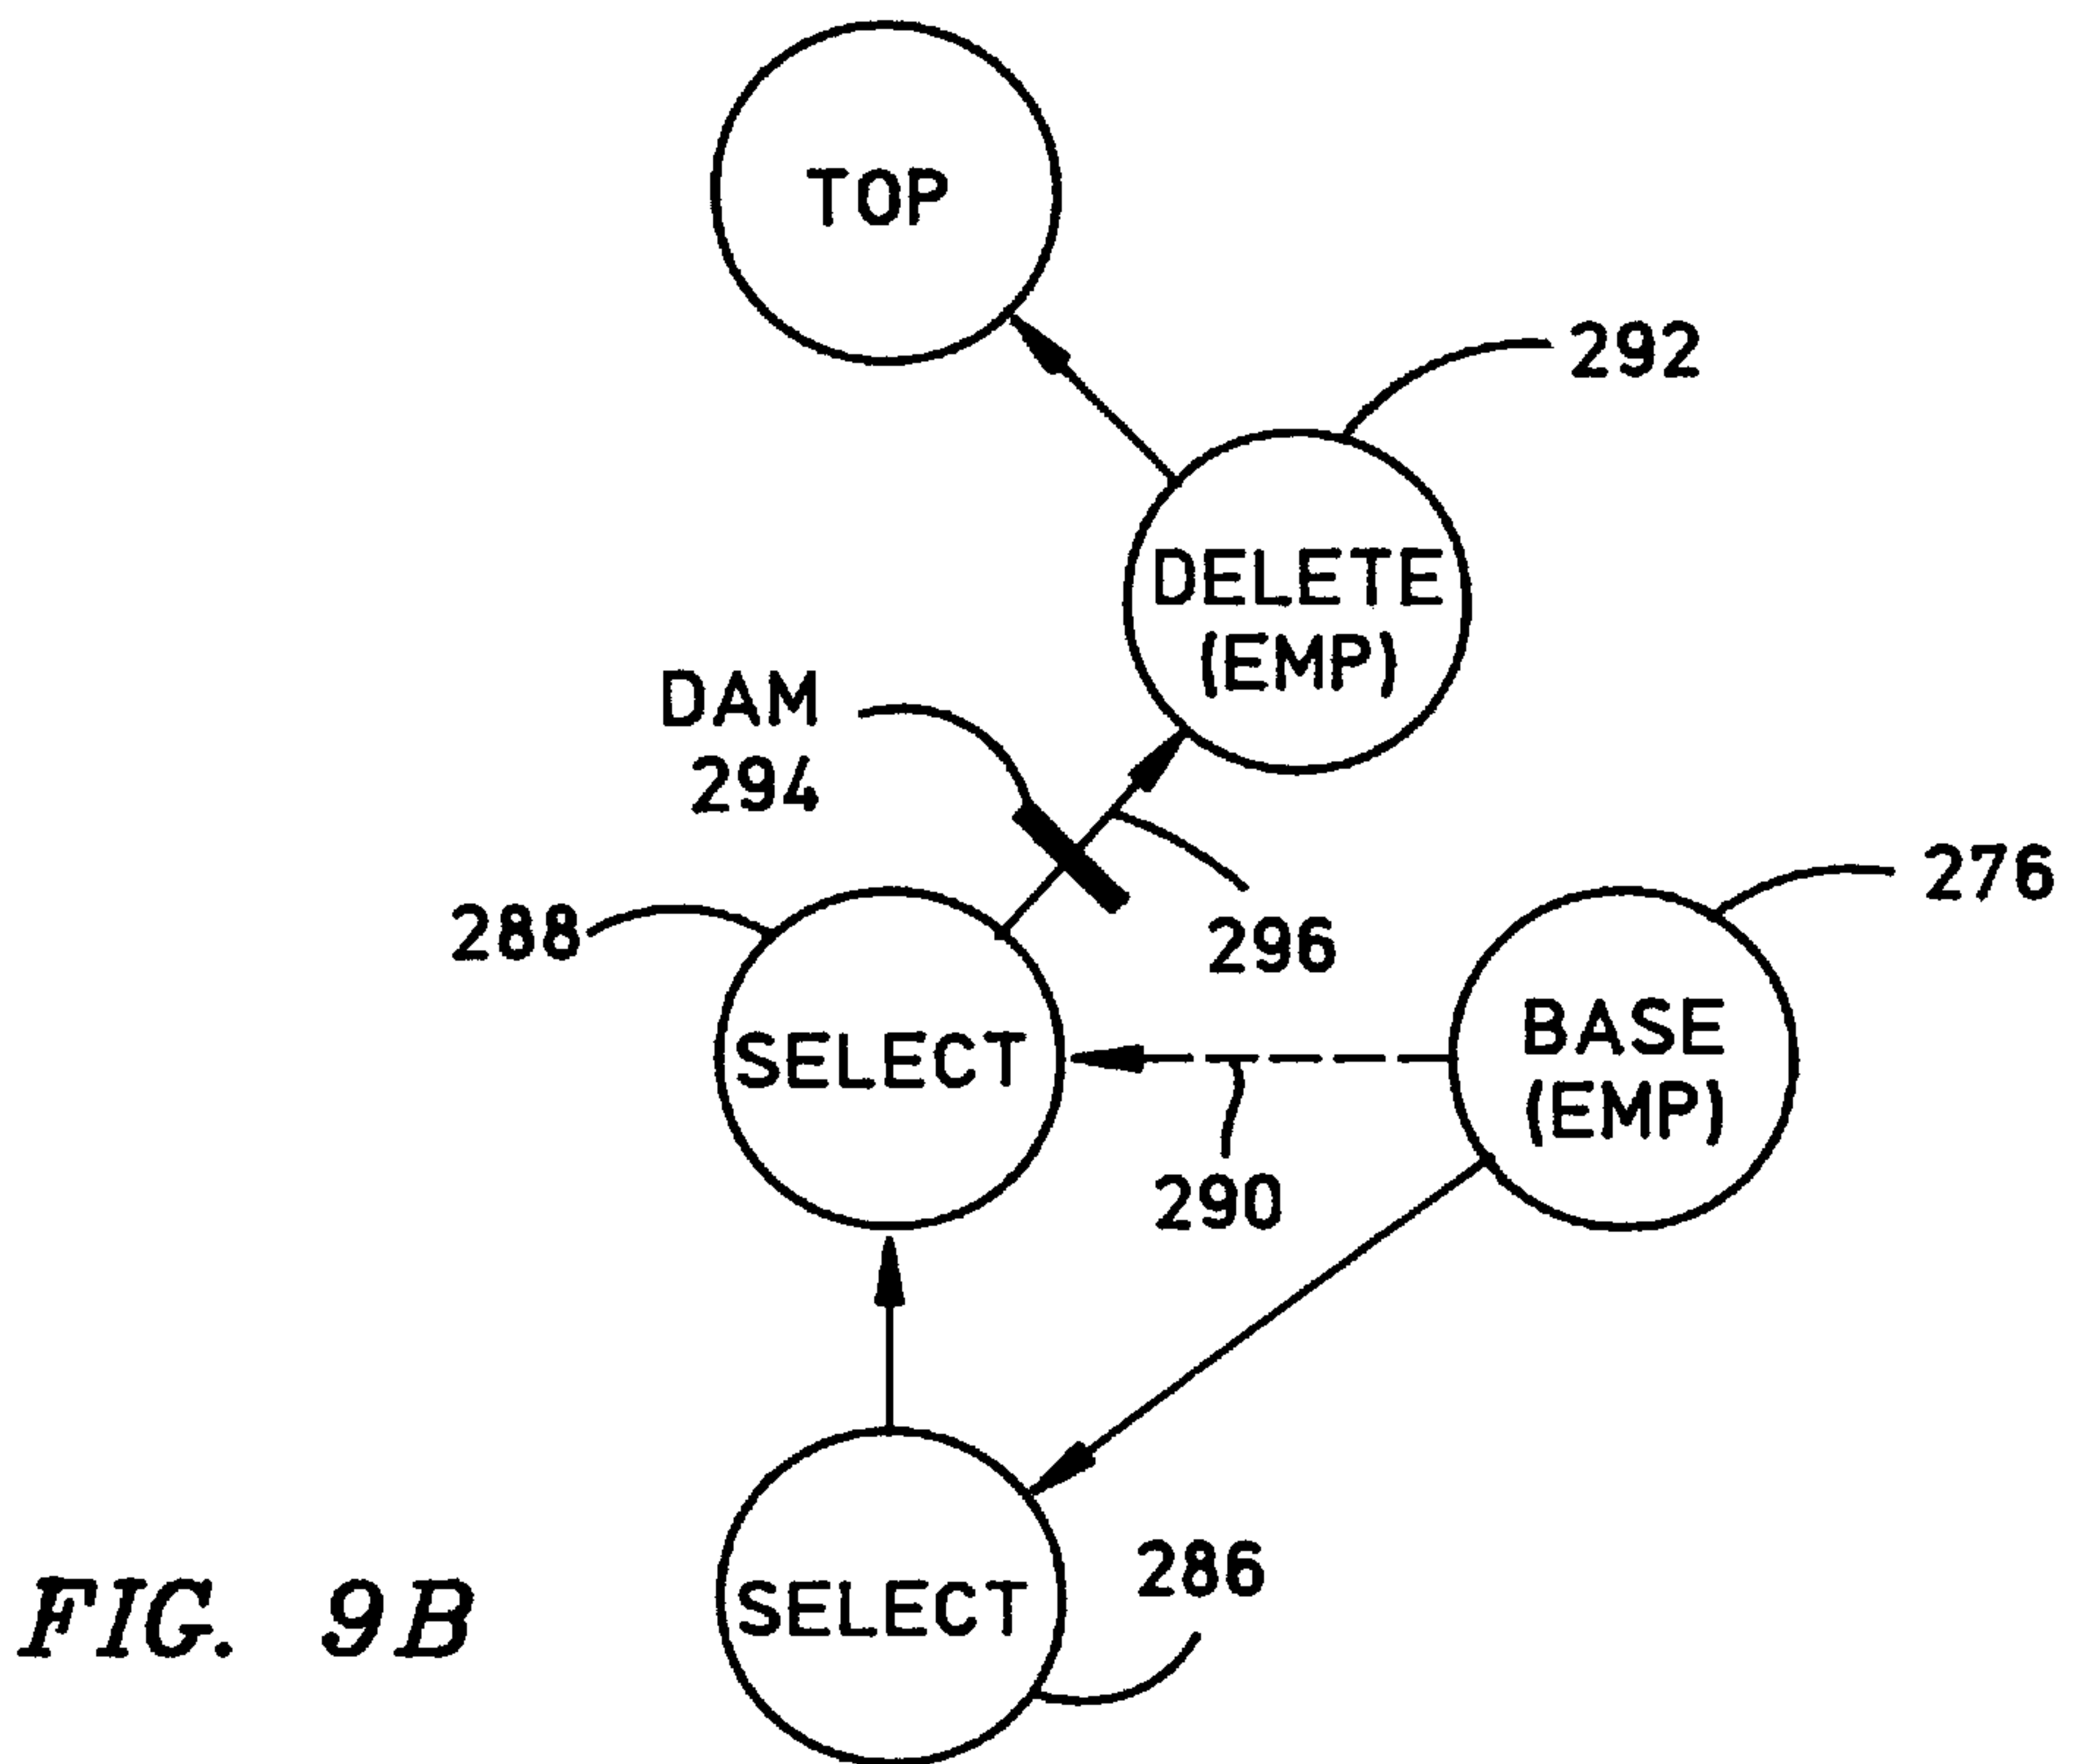 TOP
292
DELETE
(EMP)
DAM
294
276
288
296
BASE
(EMP)
SELECT
290
286
SELECT
FIG. 9B